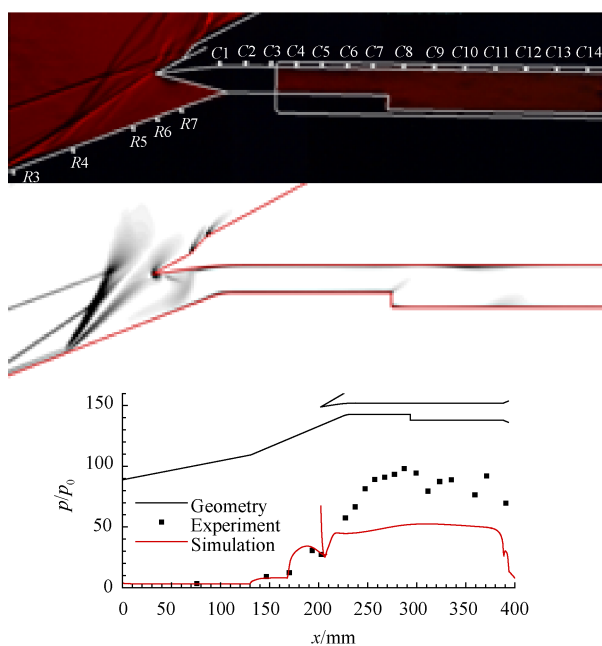 C1 C2 C3 C4 C5 C6 C7 C8 C9 C10 C11 C12 C13 C14
R7
R6
R5
R4
R3
150
100
50
0
p/p0
Geometry
Experiment
Simulation
0 50 100 150 200 250 300 350 400
x/mm